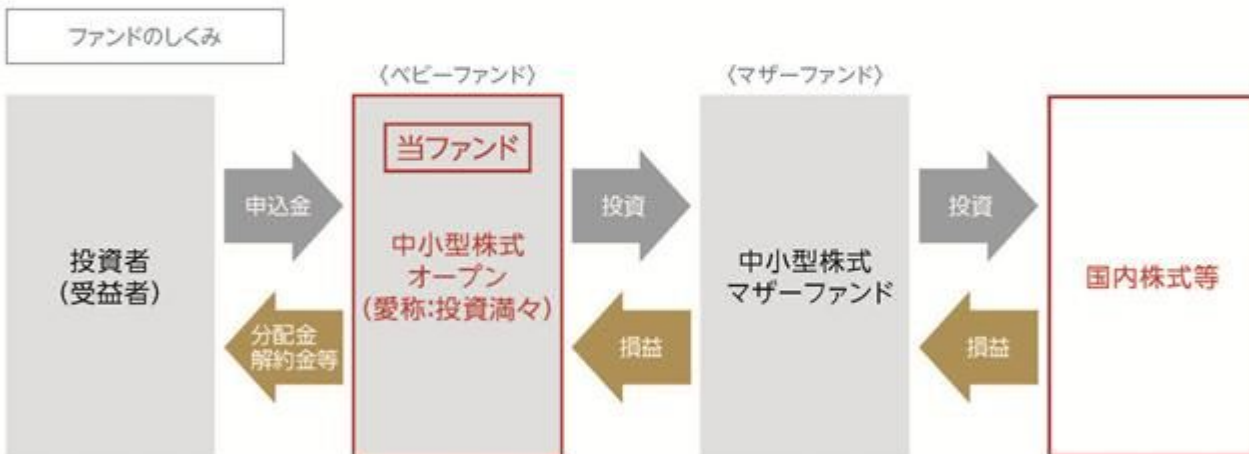 ファンドのしくみ
〈ベビーファンド〉
〈マザーファンド〉
投資者
(受益者)
申込金
分配金
解約金等
当ファンド
中小型株式
オープン
(愛称:投資満々)
投資
損益
中小型株式
マザーファンド
投資
損益
国内株式等